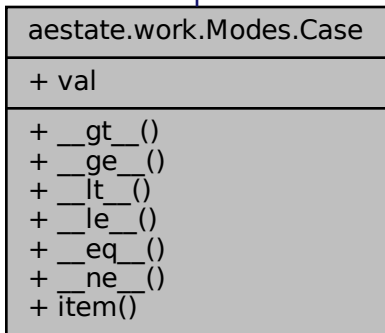 aestate.work.Modes.Case
+ val
+ __gt__()
+ __ge__()
+ __lt__()
+ __le__()
+ __eq__()
+ __ne__()
+ item()